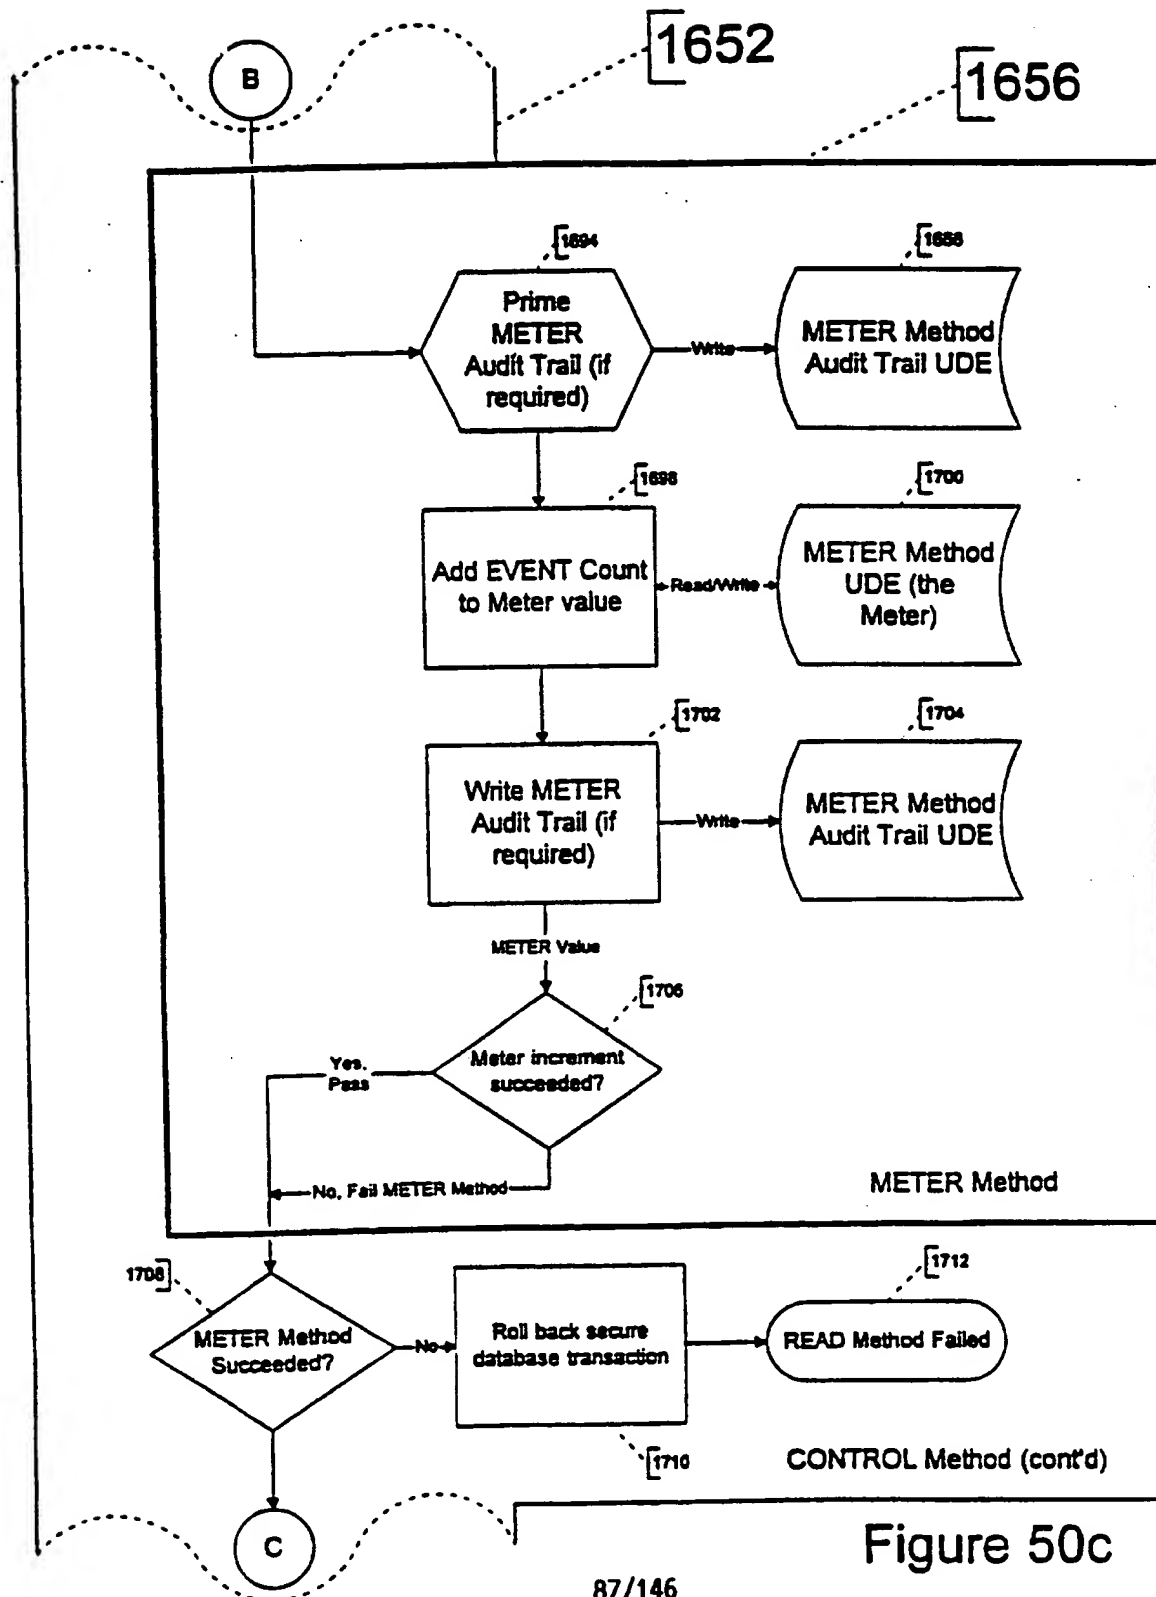 1652
B
1656
1694
1656
Prime
METER
Audit Trail (if
required)
Write
METER Method
Audit Trail UDE
1698
1700
Add EVENT Count
to Meter value
Read/Write
METER Method
UDE (the
Meter)
1702
1704
Write METER
Audit Trail (if
required)
Write
METER Method
Audit Trail UDE
METER Value
1706
Meter increment
succeeded?
Yes,
Pass
No, Fail METER Method
METER Method
1708
1712
METER Method
Succeeded?
No
Roll back secure
database transaction
READ Method Failed
1710
CONTROL Method (cont'd)
C
Figure 50c
87/146